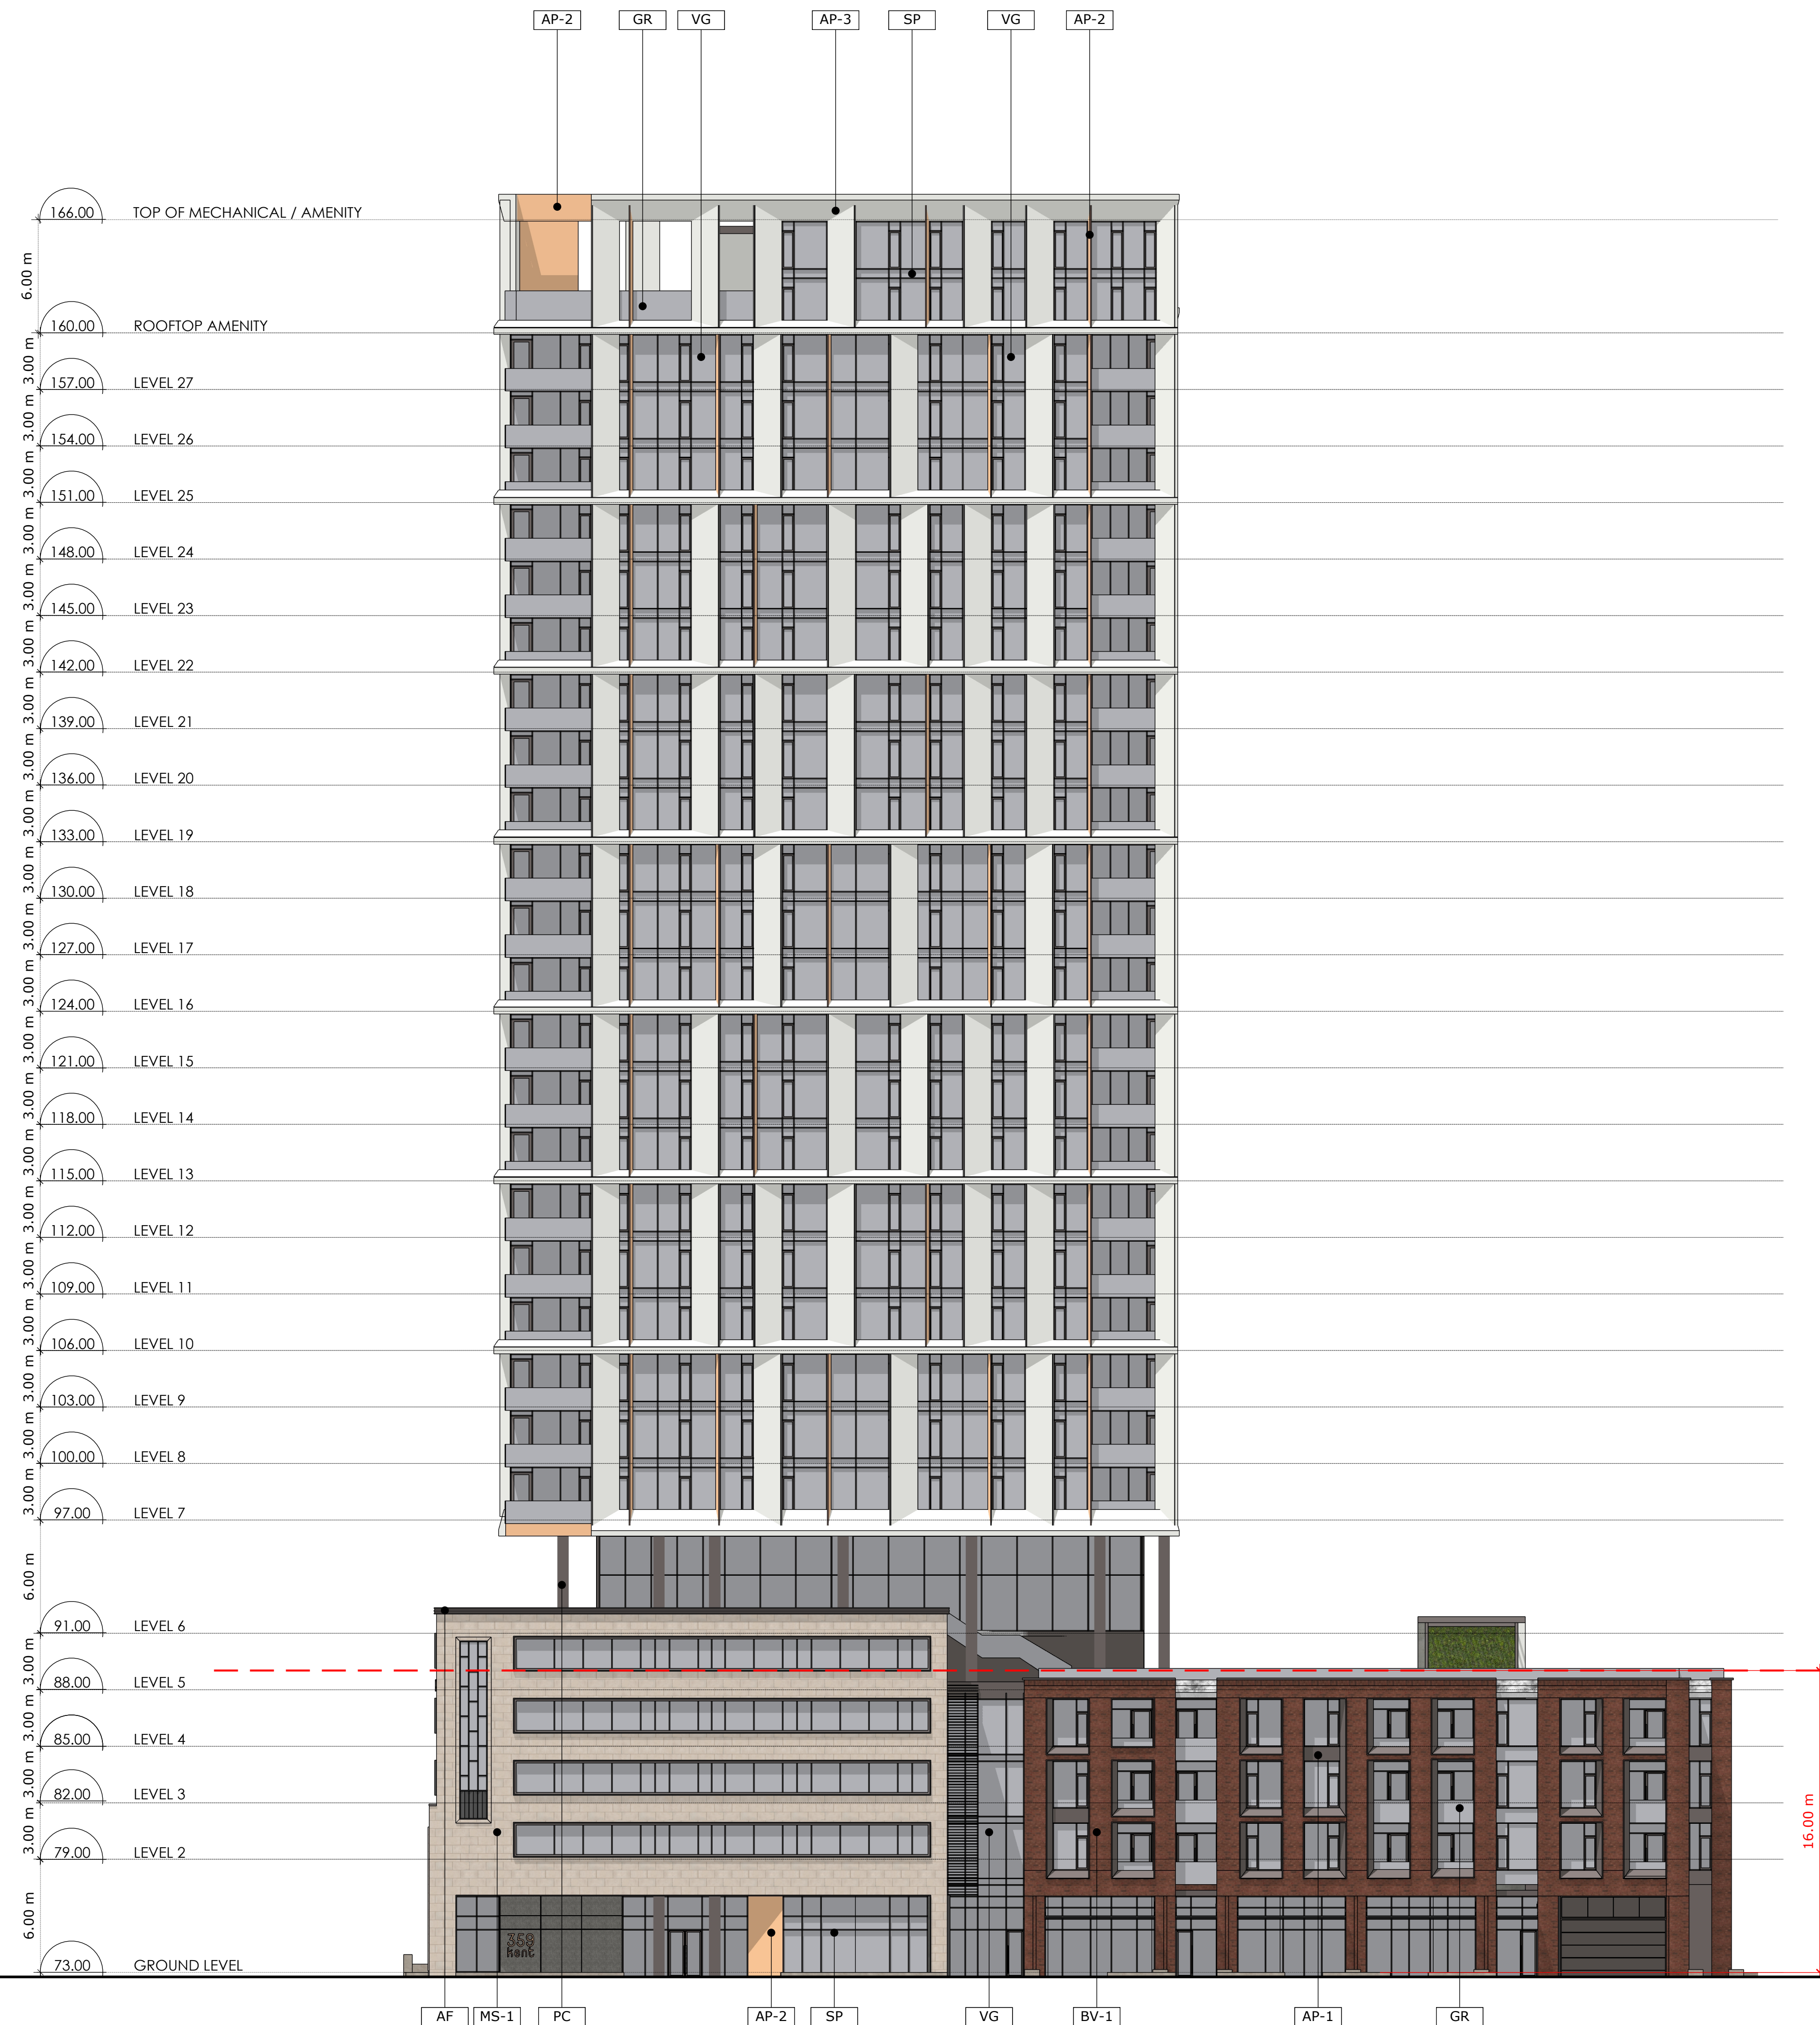 AP-2 GR VG AP-3 SP VG AP-2
166.00 TOP OF MECHANICAL / AMENITY
6.00 m
160.00 ROOFTOP AMENITY
3.00 m
157.00 LEVEL 27
3.00 m
154.00 LEVEL 26
3.00 m
151.00 LEVEL 25
3.00 m
148.00 LEVEL 24
3.00 m
145.00 LEVEL 23
3.00 m
142.00 LEVEL 22
3.00 m
139.00 LEVEL 21
3.00 m
136.00 LEVEL 20
3.00 m
133.00 LEVEL 19
3.00 m
130.00 LEVEL 18
3.00 m
127.00 LEVEL 17
3.00 m
124.00 LEVEL 16
3.00 m
121.00 LEVEL 15
3.00 m
118.00 LEVEL 14
3.00 m
115.00 LEVEL 13
3.00 m
112.00 LEVEL 12
3.00 m
109.00 LEVEL 11
3.00 m
106.00 LEVEL 10
3.00 m
103.00 LEVEL 9
3.00 m
100.00 LEVEL 8
3.00 m
97.00 LEVEL 7
6.00 m
91.00 LEVEL 6
3.00 m
88.00 LEVEL 5
3.00 m
85.00 LEVEL 4
3.00 m
82.00 LEVEL 3
3.00 m
79.00 LEVEL 2
16.00 m
6.00 m
359
kent
73.00 GROUND LEVEL
AF MS-1 PC AP-2 SP VG BV-1 AP-1 GR